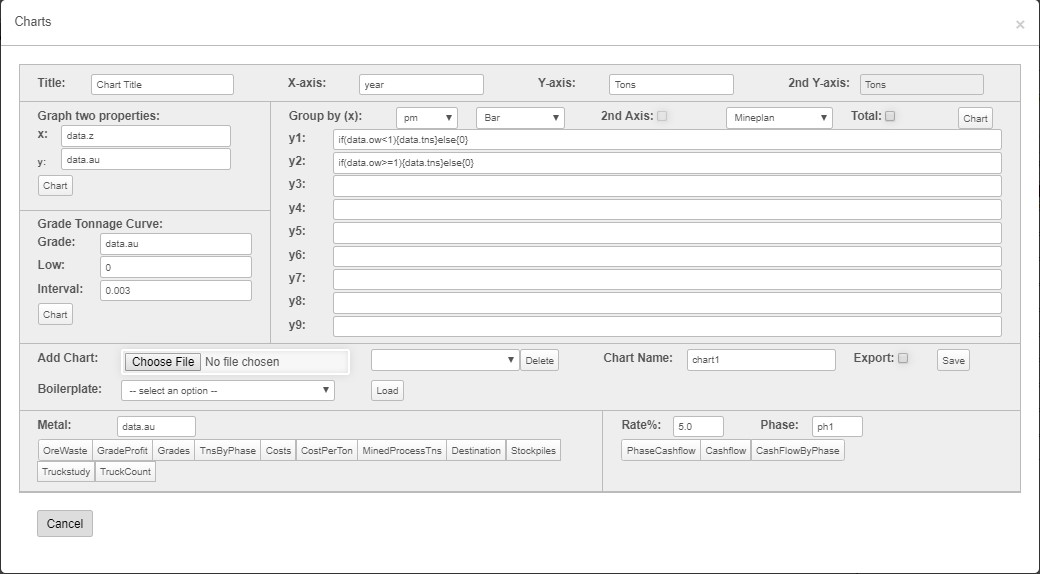 Charts ×
Title: Chart Title X-axis: year Y-axis: Tons 2nd Y-axis: Tons
Graph two properties:
x: data.z
y: data.au
Chart
Grade Tonnage Curve:
Grade: data.au
Low: 0
Interval: 0.003
Chart
Group by (x): pm Bar 2nd Axis: Mineplan Total: Chart
y1: if(data.ow<1){data.tns}else{0}
y2: if(data.ow>=1){data.tns}else{0}
y3:
y4:
y5:
y6:
y7:
y8:
y9:
Add Chart: Choose File No file chosen Delete Chart Name: chart1 Export: Save
Boilerplate: -- select an option -- Load
Metal: data.au
OreWaste GradeProfit Grades TnsByPhase Costs CostPerTon MinedProcessTns Destination Stockpiles
Truckstudy TruckCount
Rate%: 5.0 Phase: ph1
PhaseCashflow Cashflow CashFlowByPhase
Cancel